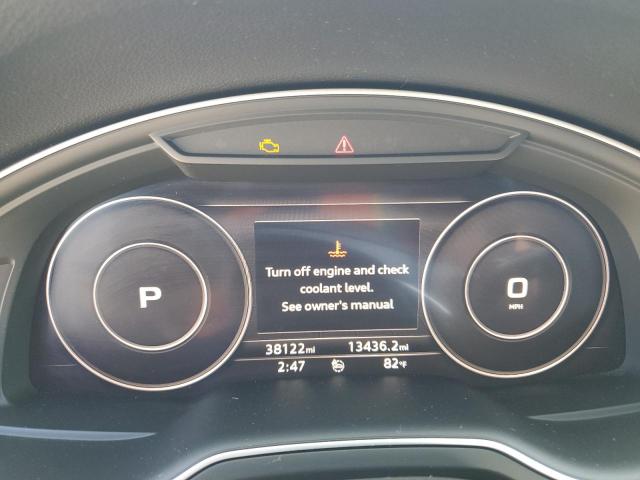 P
Turn off engine and check
coolant level.
See owner's manual
0
MPH
38122mi 13436.2mi
2:47 82°F